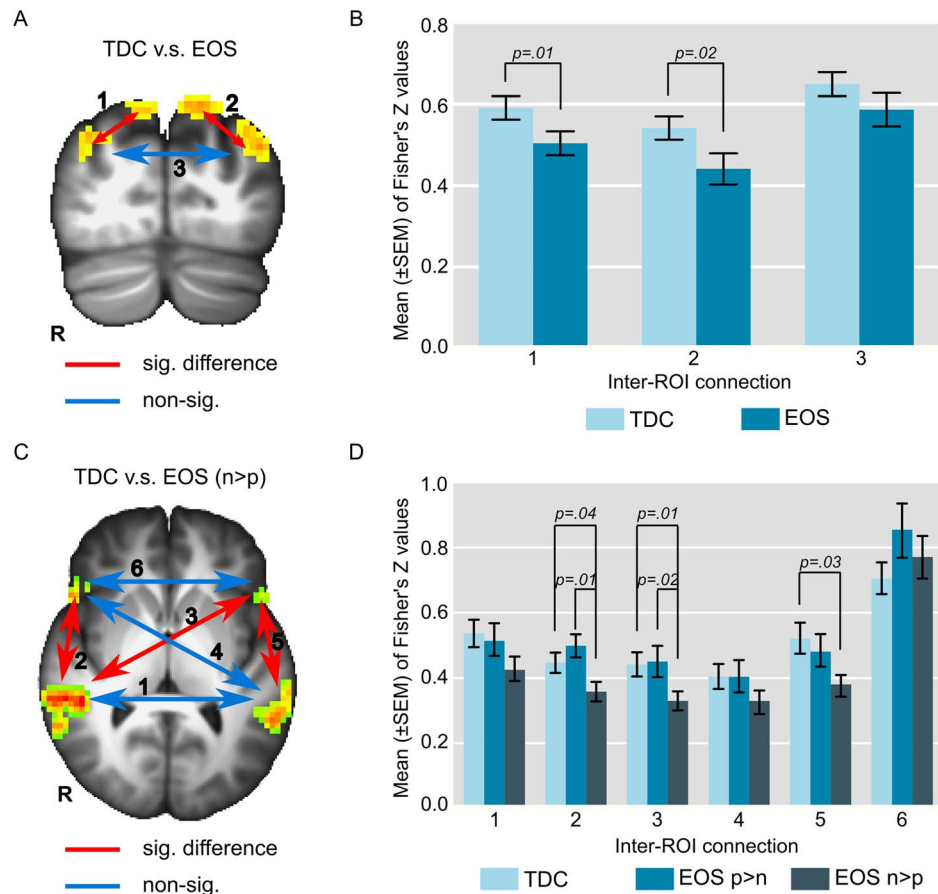 A
TDC v.s. EOS
1
2
3
R
sig. difference
non-sig.
B
Mean (±SEM) of Fisher's Z values
0.8
0.6
0.4
0.2
0.0
p=.01
p=.02
1 2 3
Inter-ROI connection
TDC EOS
C
TDC v.s. EOS (n>p)
6
3
2
4
5
1
R
sig. difference
non-sig.
D
Mean (±SEM) of Fisher's Z values
1.0
0.8
0.6
0.4
0.2
0.0
p=.04 p=.01
p=.01 p=.02
p=.03
1 2 3 4 5 6
Inter-ROI connection
TDC EOS p>n EOS n>p